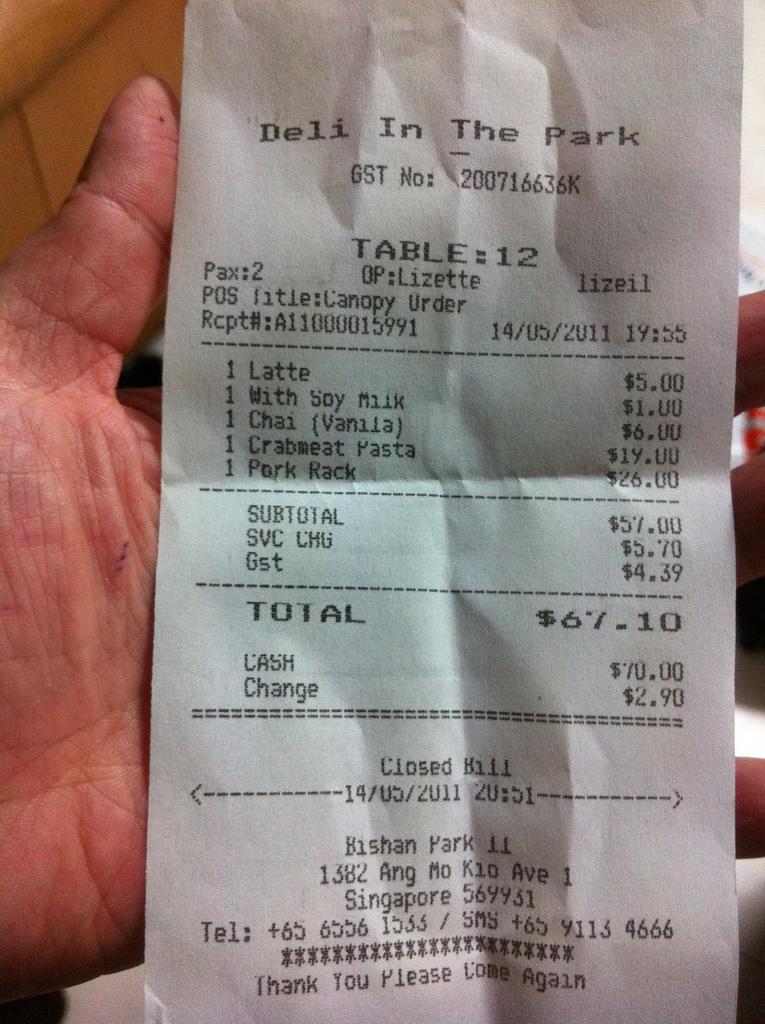 Deli In The Park
GST No: 200716636K
TABLE:12
Pax:2 OP:Lizette lizeil
POS Title:Canopy Order
Rcpt#:A11000015991 14/05/2011 19:55
1 Latte $5.00
1 With Soy Milk $1.00
1 Chai (Vanila) $6.00
1 Crabmeat Pasta $19.00
1 Pork Rack $26.00
SUBTOTAL $57.00
SVC CHG $5.70
Gst $4.39
TOTAL $67.10
CASH $70.00
Change $2.90
Closed Bill
<----------14/05/2011 20:51---------->
Bishan Park ii
1382 Ang Mo Kio Ave 1
Singapore 569931
Tel: +65 6556 1533 / SMS +65 9113 4666
************************
Thank You Please Come Again